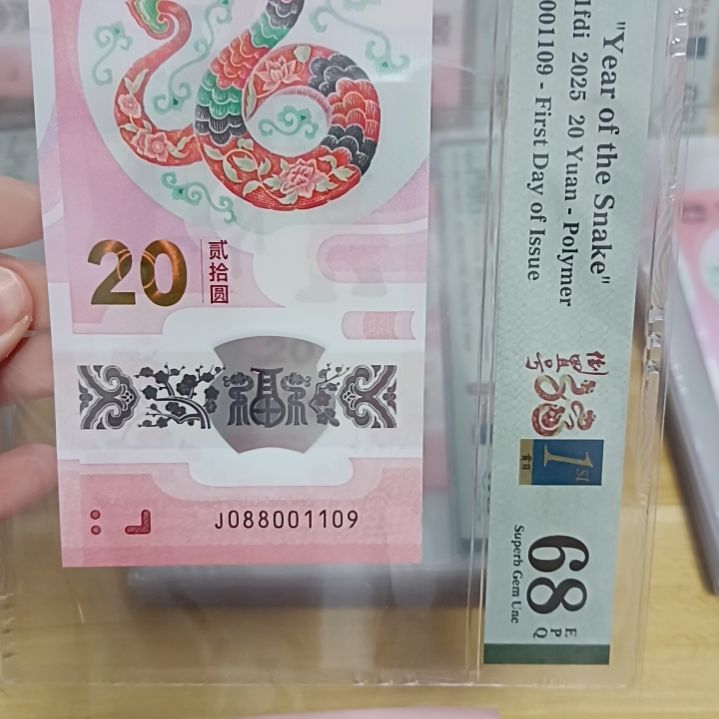 20
贰拾圆
J088001109
"Year of the Snake"
1fdi 2025 20 Yuan - Polymer
001109 - First Day of Issue
1ST
68
EPQ
Superb Gem Unc